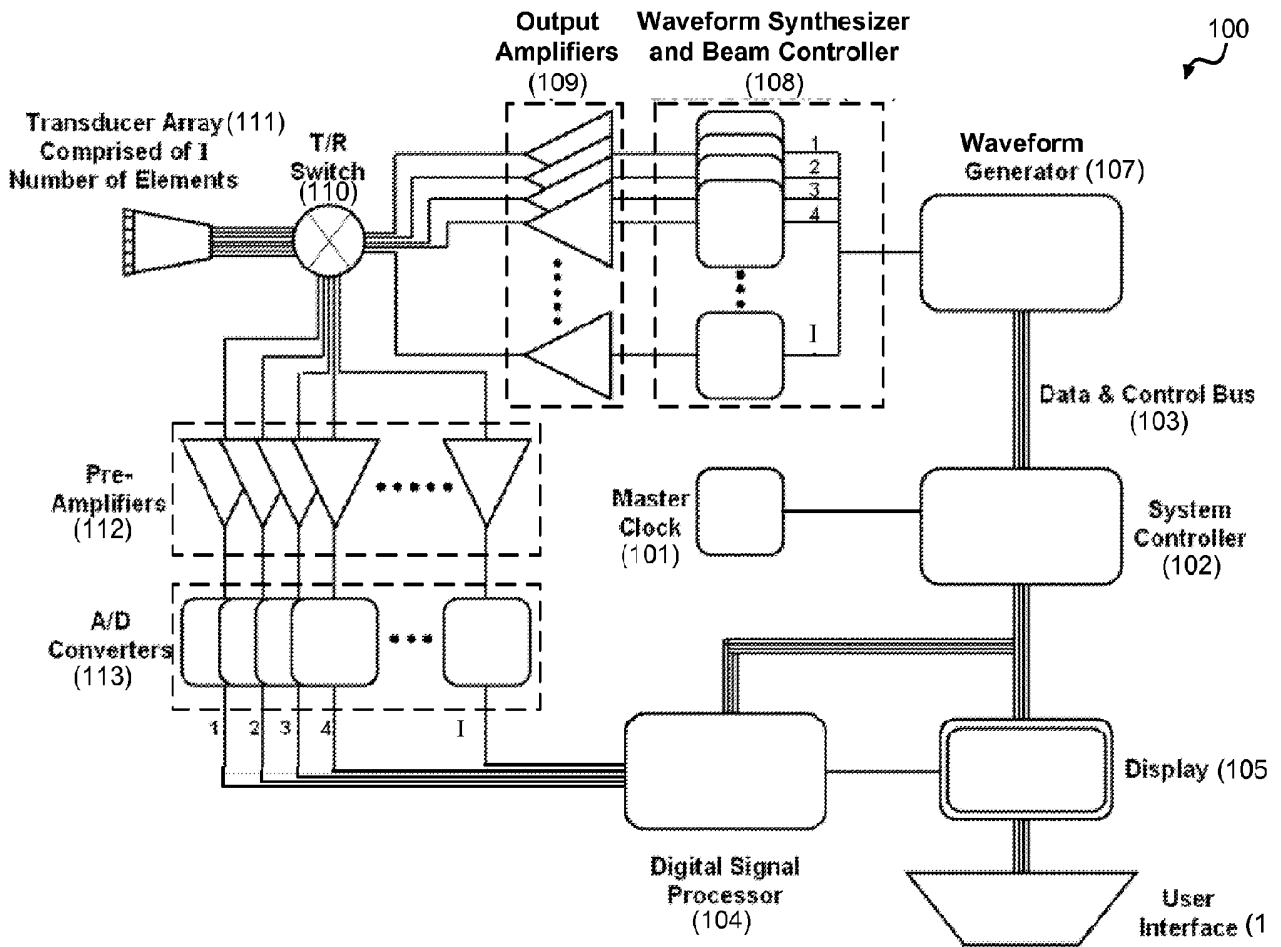 Output
Amplifiers
(109)
Waveform Synthesizer
and Beam Controller
(108)
100
Transducer Array (111)
Comprised of I
Number of Elements
T/R
Switch
(110)
1
2
3
4
I
Waveform
Generator (107)
Data & Control Bus
(103)
Pre-
Amplifiers
(112)
Master
Clock
(101)
System
Controller
(102)
A/D
Converters
(113)
1
2
3
4
I
Display (105
Digital Signal
Processor
(104)
User
Interface (1